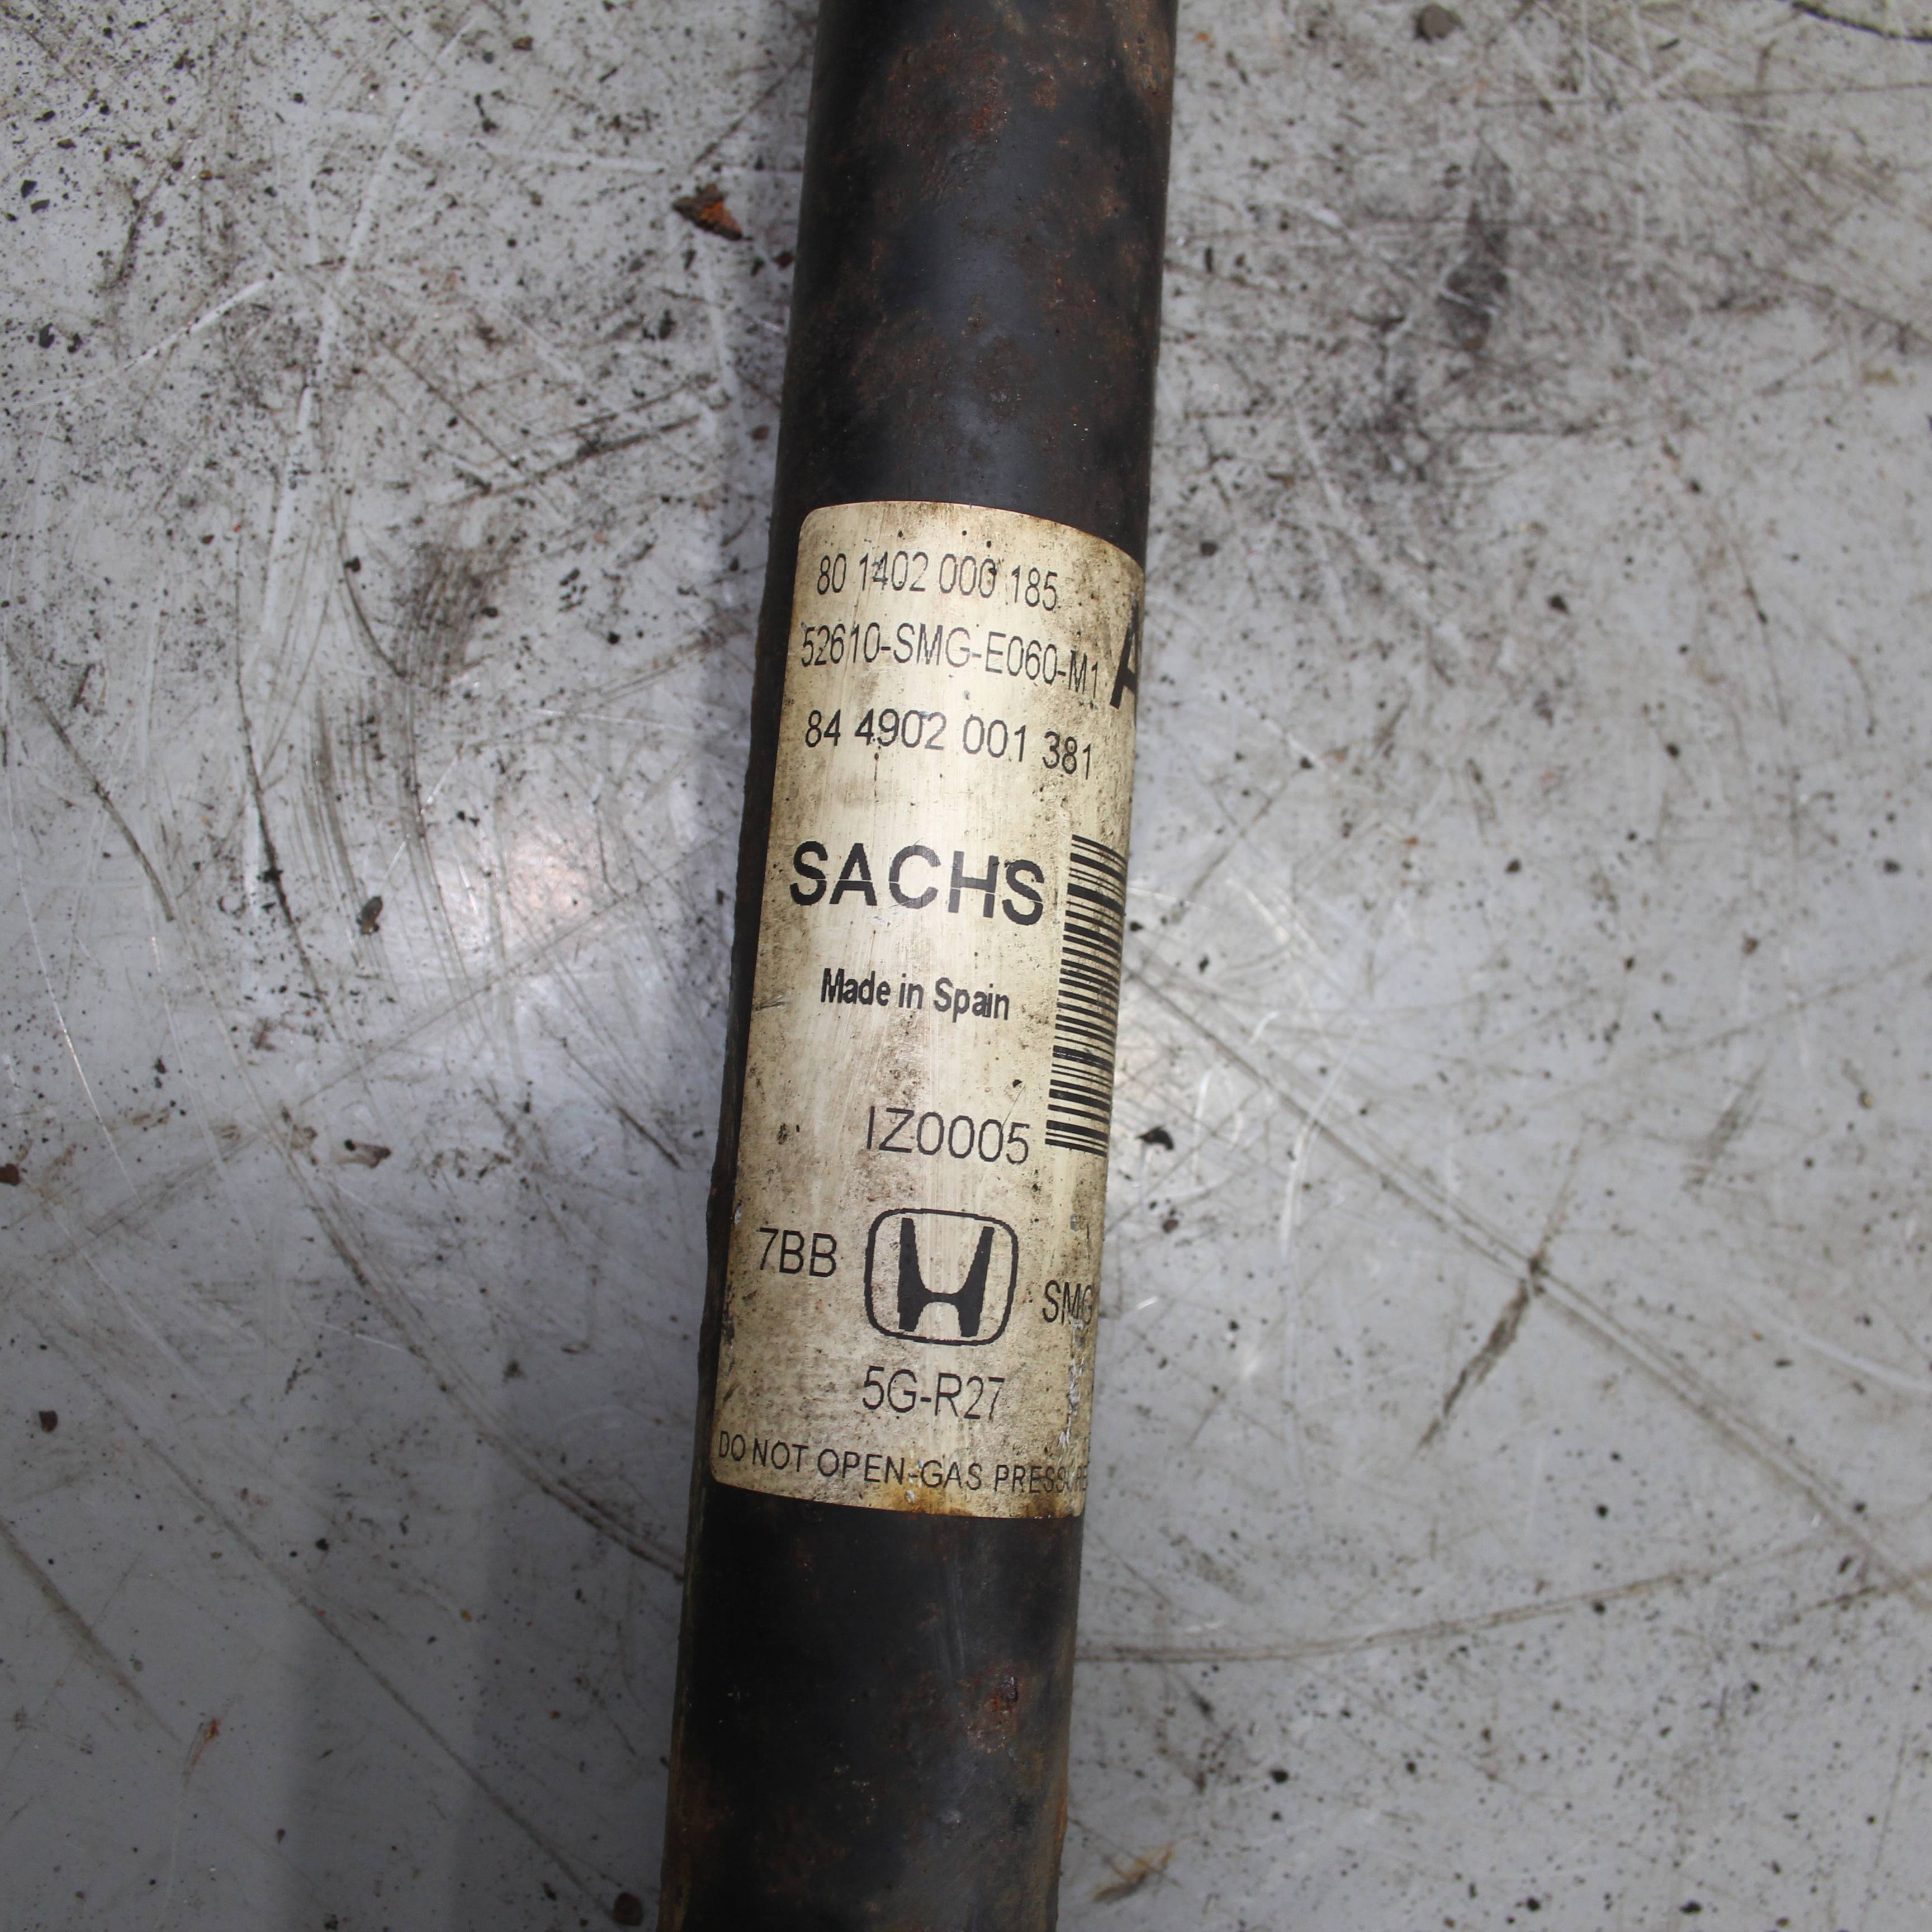 80 1402 000 185
52610-SMG-E060-M1
84 4902 001 381
SACHS
Made in Spain
IZ0005
7BB SMG
5G-R27
DO NOT OPEN-GAS PRESSURE